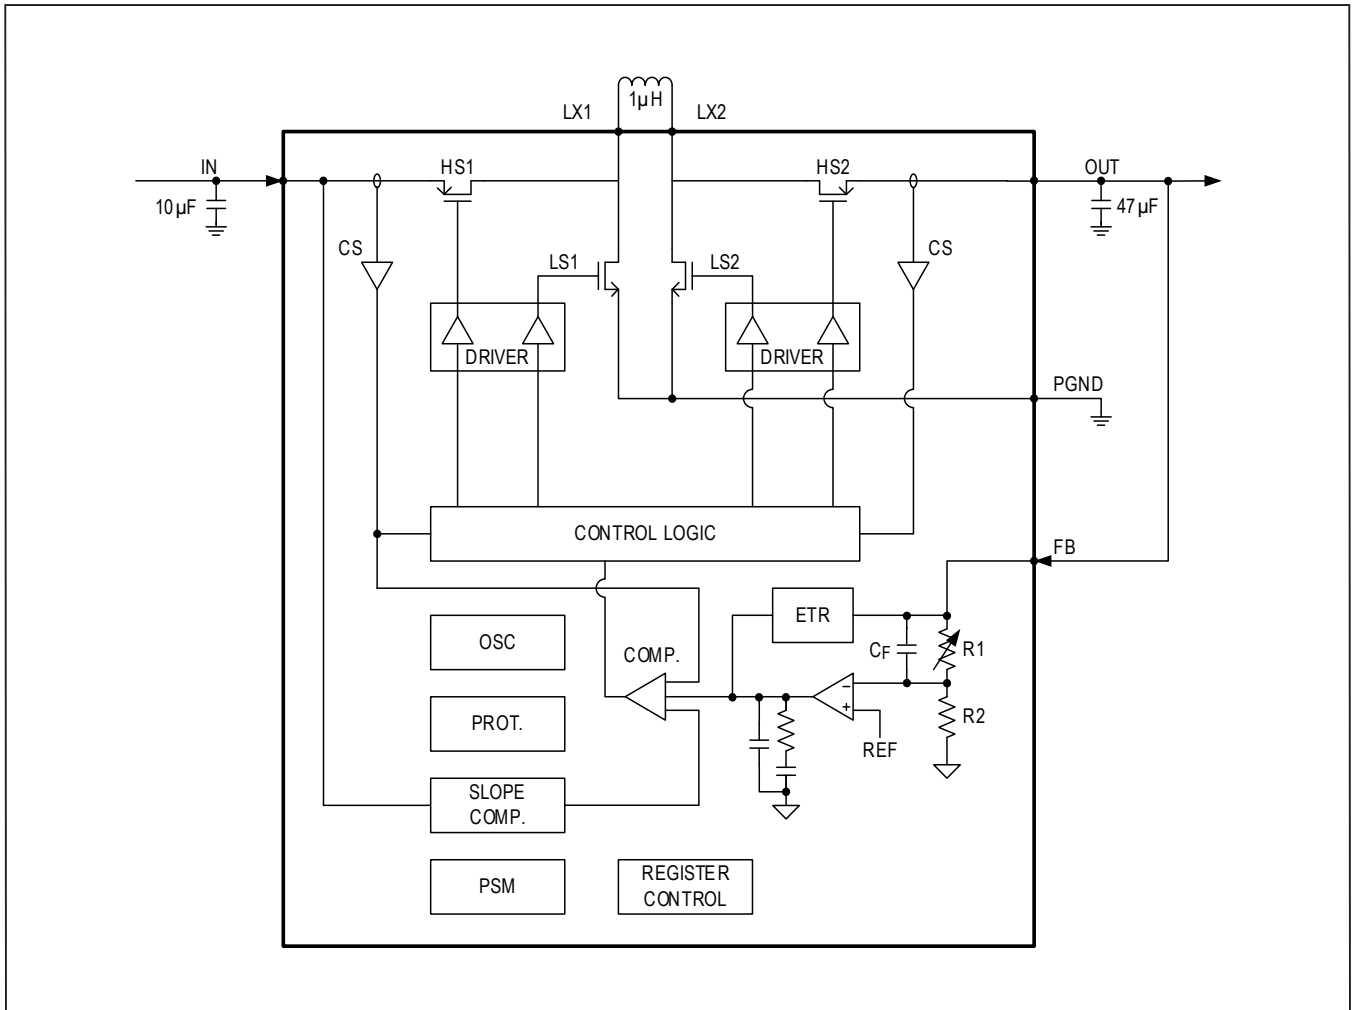 1µH
LX1
LX2
IN
HS1
HS2
OUT
10µF
47µF
CS
LS1
LS2
CS
DRIVER
DRIVER
PGND
CONTROL LOGIC
FB
ETR
OSC
COMP.
CF
R1
PROT.
R2
REF
SLOPE
COMP.
PSM
REGISTER
CONTROL